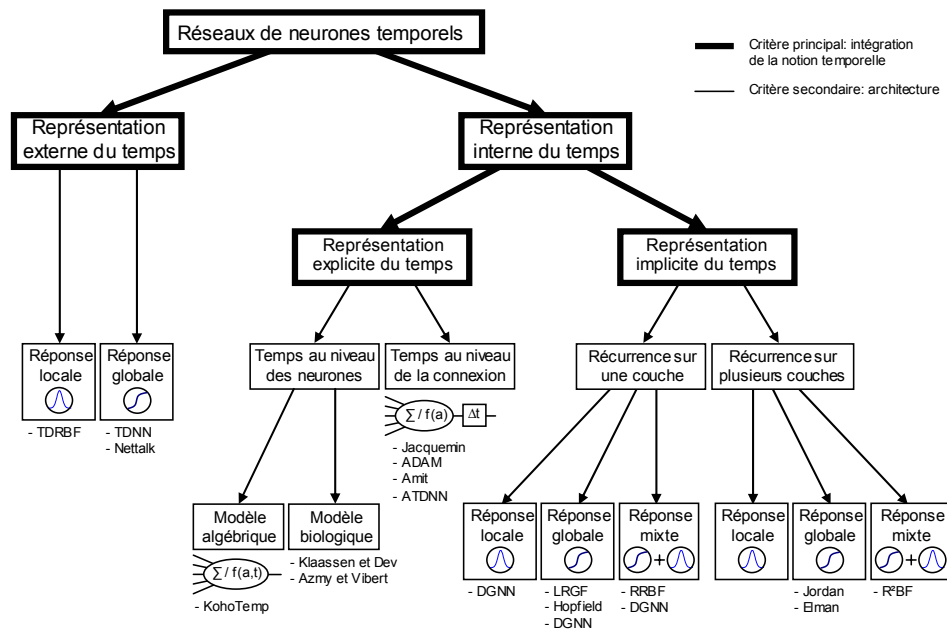 Réseaux de neurones temporels
Critère principal: intégration
de la notion temporelle
Critère secondaire: architecture
Représentation
externe du temps
Représentation
interne du temps
Représentation
explicite du temps
Représentation
implicite du temps
Réponse
locale
- TDRBF
Réponse
globale
- TDNN
- Nettalk
Temps au niveau
des neurones
Temps au niveau
de la connexion
Σ / f(a)
Δt
- Jacquemin
- ADAM
- Amit
- ATDNN
Récurrence sur
une couche
Récurrence sur
plusieurs couches
Modèle
algébrique
Σ / f(a,t)
- KohoTemp
Modèle
biologique
- Klaassen et Dev
- Azmy et Vibert
Réponse
locale
- DGNN
Réponse
globale
- LRGF
- Hopfield
- DGNN
Réponse
mixte
+
- RRBF
- DGNN
Réponse
locale
Réponse
globale
- Jordan
- Elman
Réponse
mixte
+
- R²BF